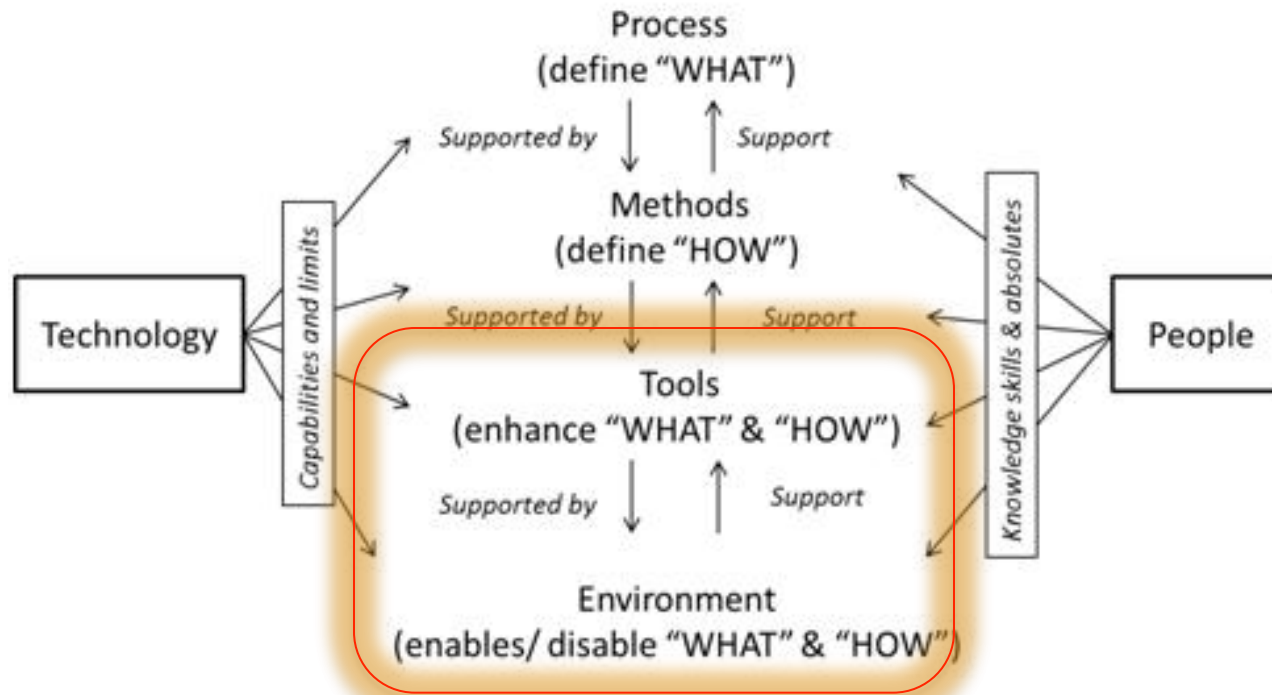 Process
(define “WHAT”)
Supported by
Support
Methods
(define “HOW”)
Supported by
Support
Tools
(enhance “WHAT” & “HOW”)
Supported by
Support
Environment
(enables/ disable “WHAT” & “HOW”)
Technology
Capabilities and limits
Knowledge skills & absolutes
People